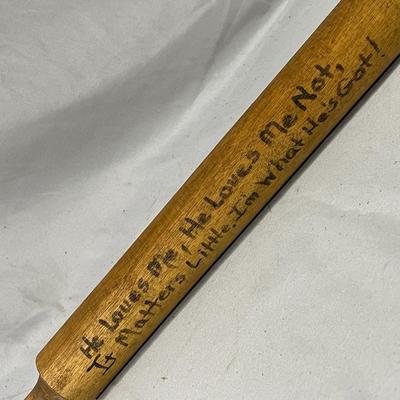 He Loves Me, He Loves Me Not,
It Matters Little. I'm What He's Got!